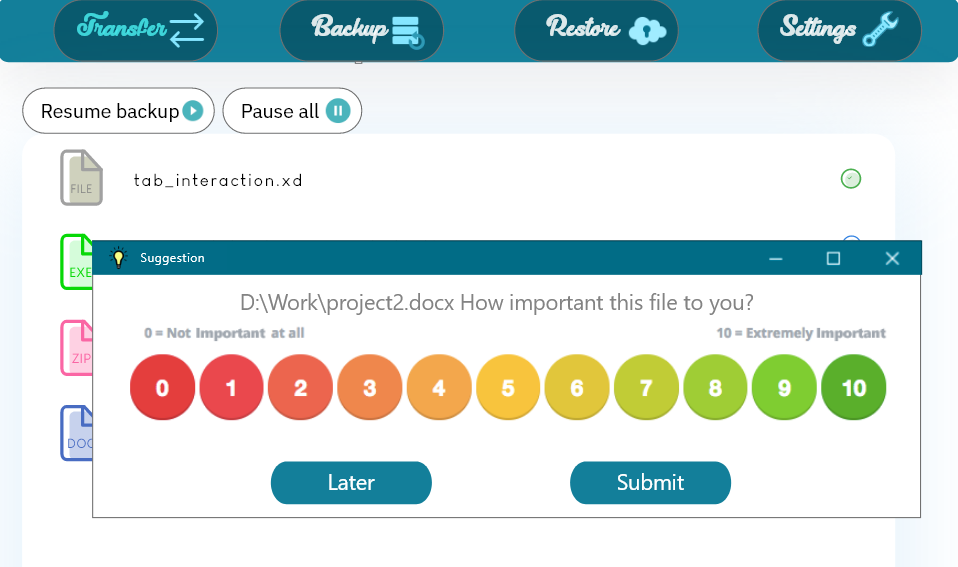 Transfer Backup Restore Settings
Resume backup Pause all
FILE tab_interaction.xd
EXE
Suggestion
D:\Work\project2.docx How important this file to you?
0 = Not Important at all 10 = Extremely Important
0 1 2 3 4 5 6 7 8 9 10
ZIP
DOC
Later Submit